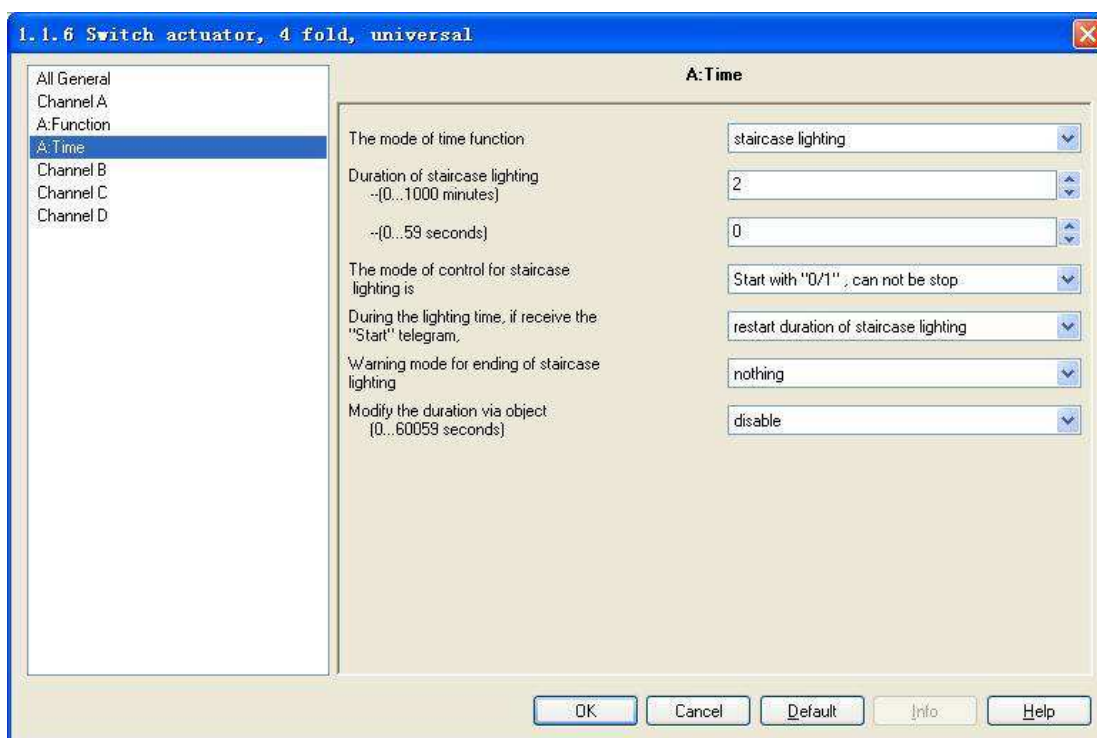 1.1.6 Switch actuator, 4 fold, universal
All General
Channel A
A:Function
A:Time
Channel B
Channel C
Channel D
A:Time
The mode of time function
staircase lighting
Duration of staircase lighting
--(0...1000 minutes)
2
--(0...59 seconds)
0
The mode of control for staircase
lighting is
Start with "0/1" , can not be stop
During the lighting time, if receive the
"Start" telegram,
restart duration of staircase lighting
Warning mode for ending of staircase
lighting
nothing
Modify the duration via object
(0...60059 seconds)
disable
OK
Cancel
Default
Info
Help